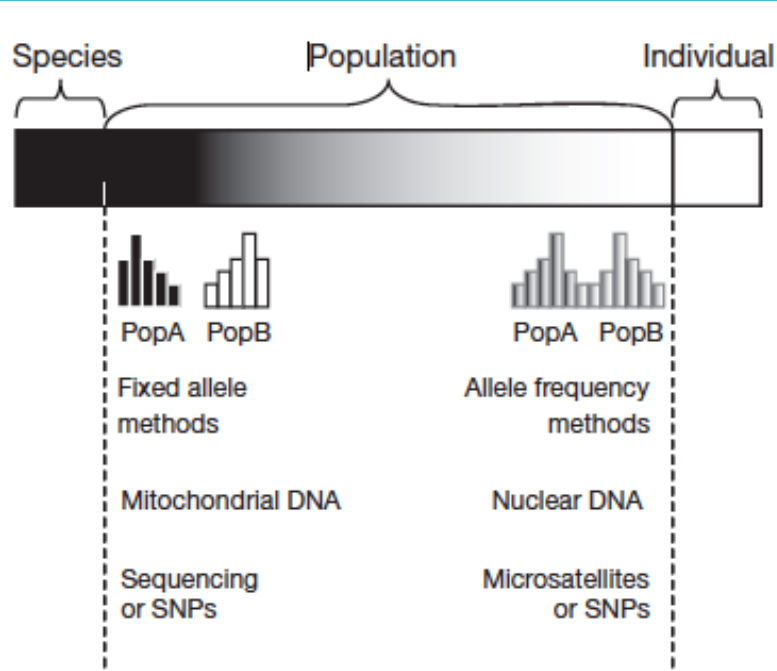 Species Population Individual
PopA PopB PopA PopB
Fixed allele Allele frequency
methods methods
Mitochondrial DNA Nuclear DNA
Sequencing Microsatellites
or SNPs or SNPs